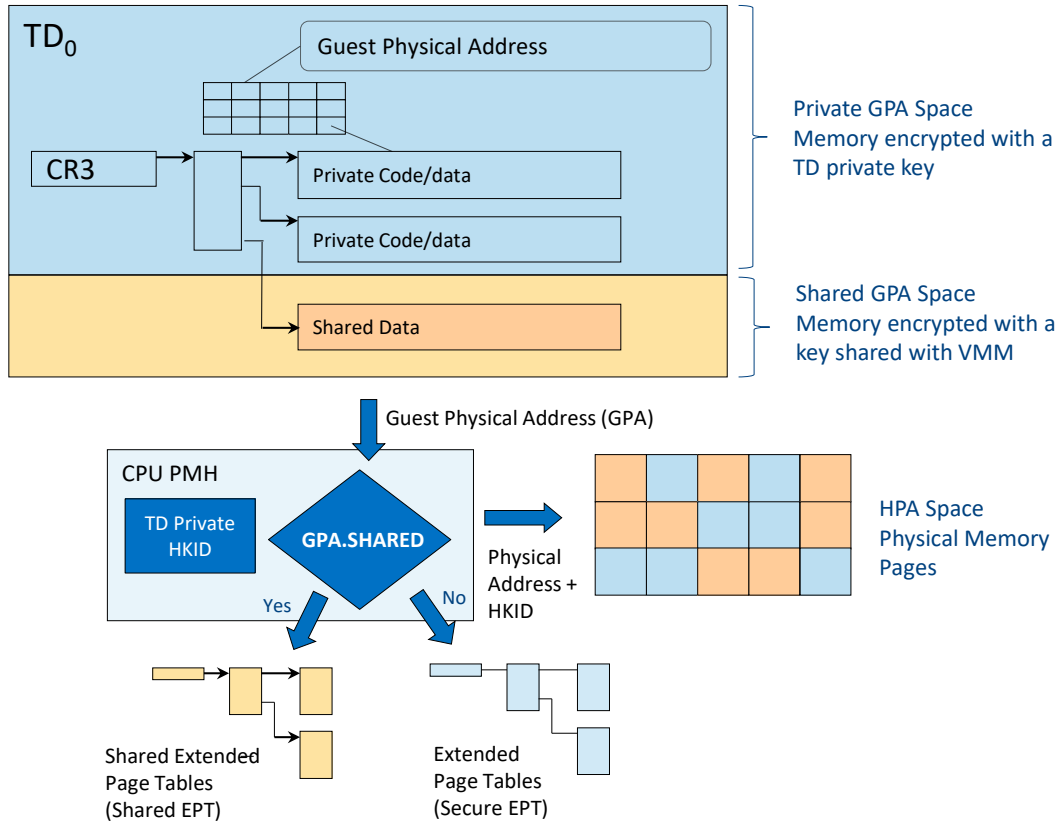 TD0
Guest Physical Address
CR3
Private Code/data
Private Code/data
Shared Data
Private GPA Space
Memory encrypted with a
TD private key
Shared GPA Space
Memory encrypted with a
key shared with VMM
Guest Physical Address (GPA)
CPU PMH
TD Private
HKID
GPA.SHARED
Yes
No
Physical
Address +
HKID
HPA Space
Physical Memory
Pages
Shared Extended
Page Tables
(Shared EPT)
Extended
Page Tables
(Secure EPT)